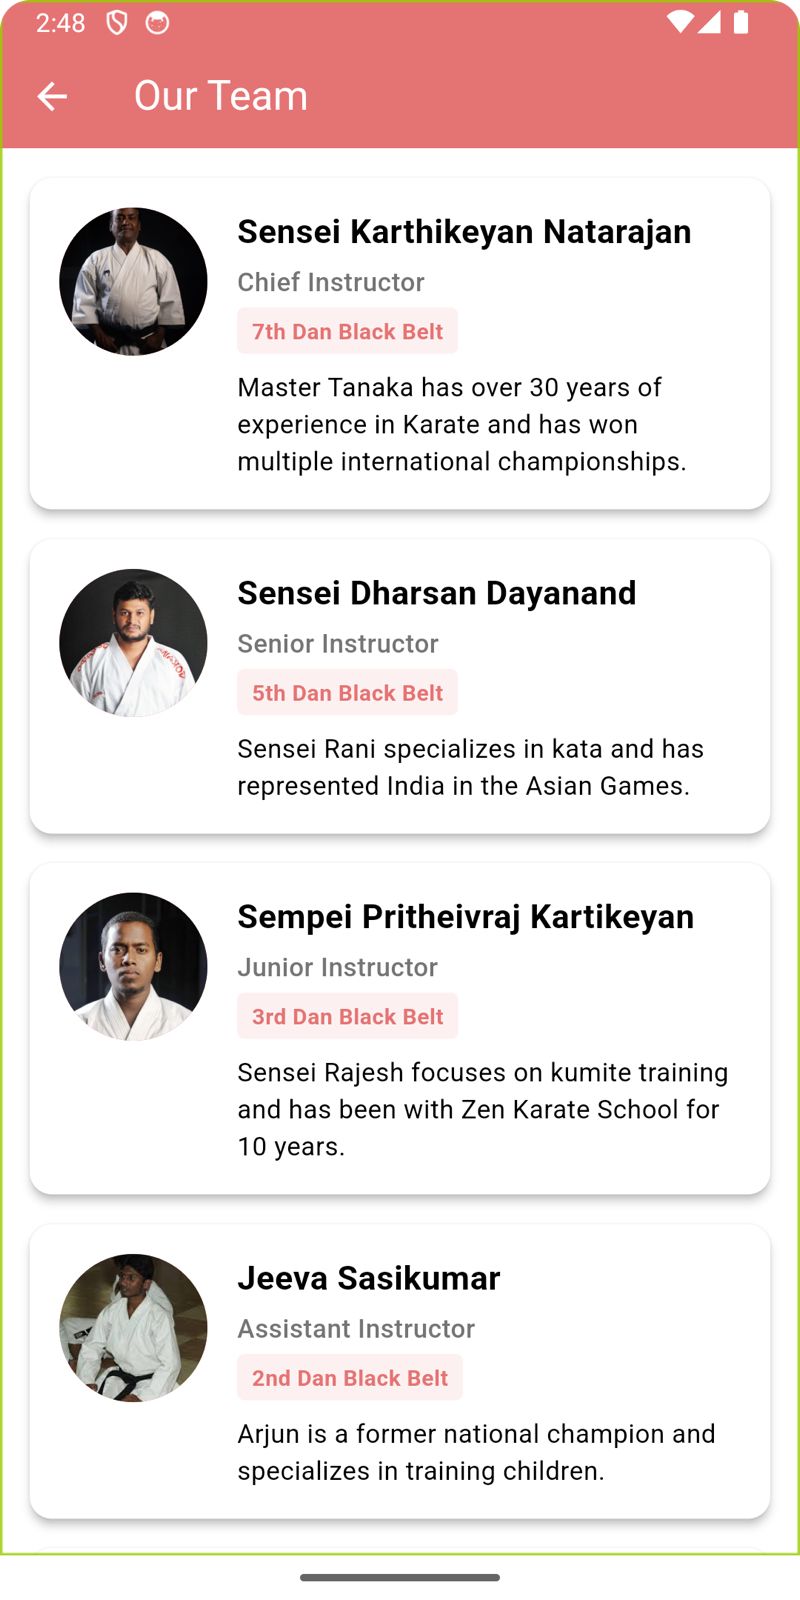 2:48
Our Team
Sensei Karthikeyan Natarajan
Chief Instructor
7th Dan Black Belt
Master Tanaka has over 30 years of
experience in Karate and has won
multiple international championships.
Sensei Dharsan Dayanand
Senior Instructor
5th Dan Black Belt
Sensei Rani specializes in kata and has
represented India in the Asian Games.
Sempei Pritheivraj Kartikeyan
Junior Instructor
3rd Dan Black Belt
Sensei Rajesh focuses on kumite training
and has been with Zen Karate School for
10 years.
Jeeva Sasikumar
Assistant Instructor
2nd Dan Black Belt
Arjun is a former national champion and
specializes in training children.